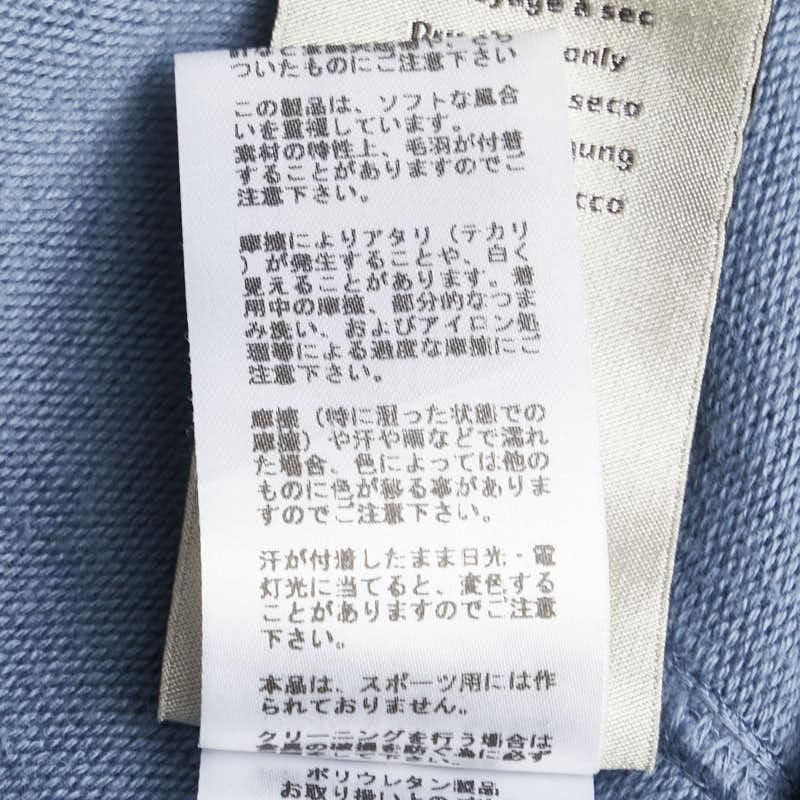 yage à sec
only
seco
ung
cco
ついたものにご注意下さい
この製品は、ソフトな風合
いを重視しています。
素材の特性上、毛羽が付着
することがありますのでご
注意下さい。
摩擦によりアタリ（テカリ
）が発生することや、白く
見えることがあります。着
用中の摩擦、部分的なつま
み洗い、およびアイロン処
理等による過度な摩擦にご
注意下さい。
摩擦（特に湿った状態での
摩擦）や汗や雨などで濡れ
た場合、色によっては他の
ものに色が移る事がありま
すのでご注意下さい。
汗が付着したまま日光・電
灯光に当てると、変色する
ことがありますのでご注意
下さい。
本品は、スポーツ用には作
られておりません。
クリーニングを行う場合は
金具の破損を防ぐ為に必ず
ポリウレタン製品
お取り扱い上の